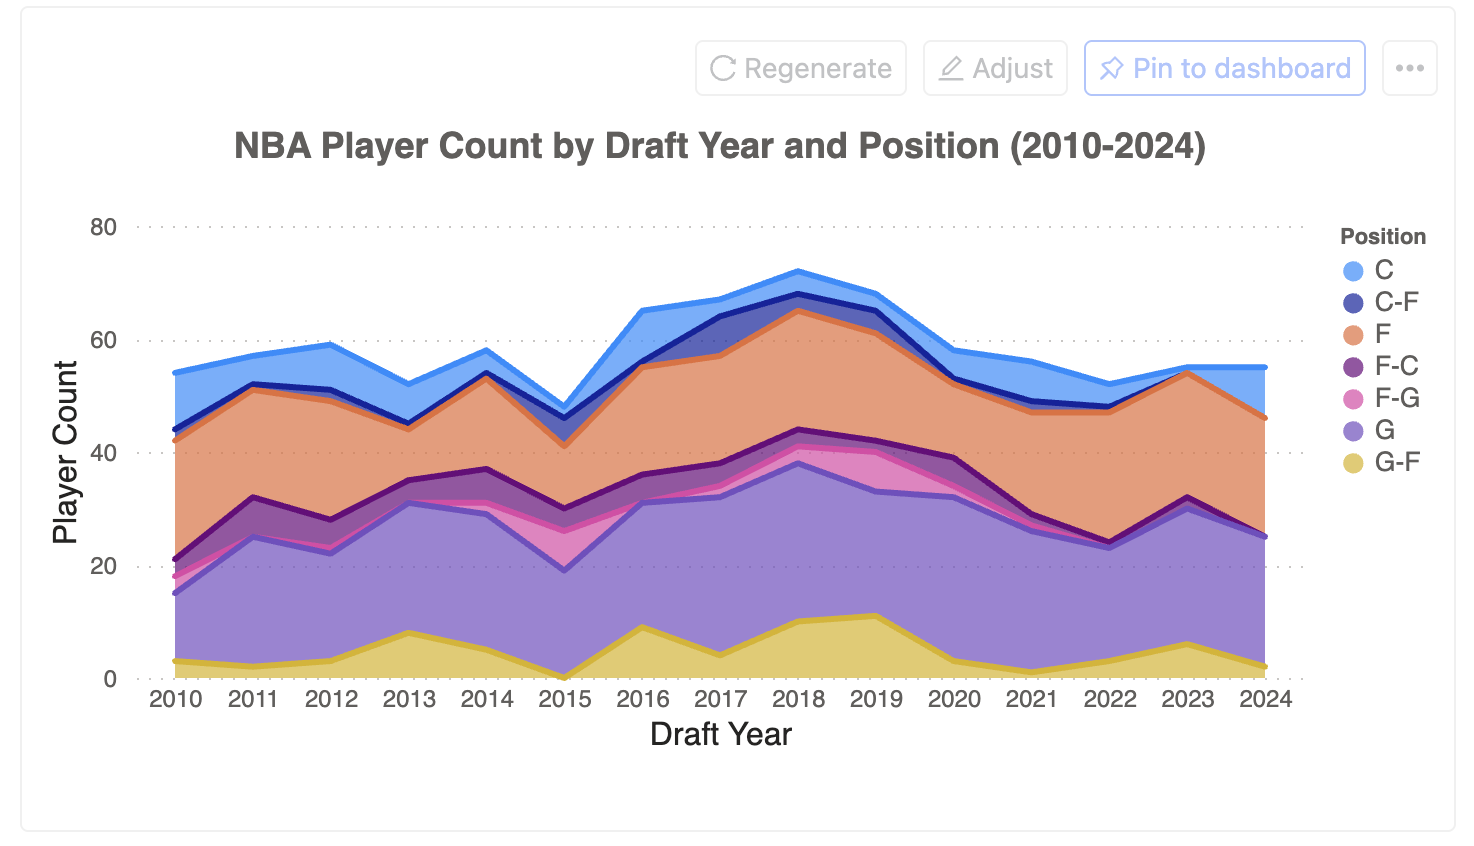 Regenerate Adjust Pin to dashboard
NBA Player Count by Draft Year and Position (2010-2024)
Player Count
80
60
40
20
0
2010 2011 2012 2013 2014 2015 2016 2017 2018 2019 2020 2021 2022 2023 2024
Draft Year
Position
C
C-F
F
F-C
F-G
G
G-F